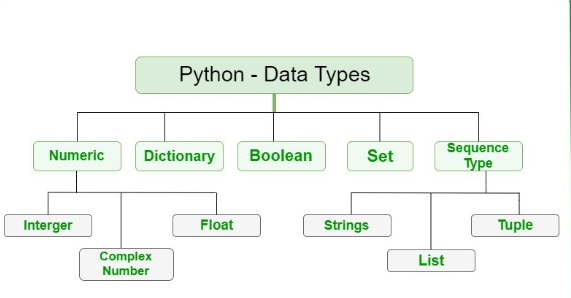 Python - Data Types
Numeric
Dictionary
Boolean
Set
Sequence
Type
Interger
Complex
Number
Float
Strings
List
Tuple